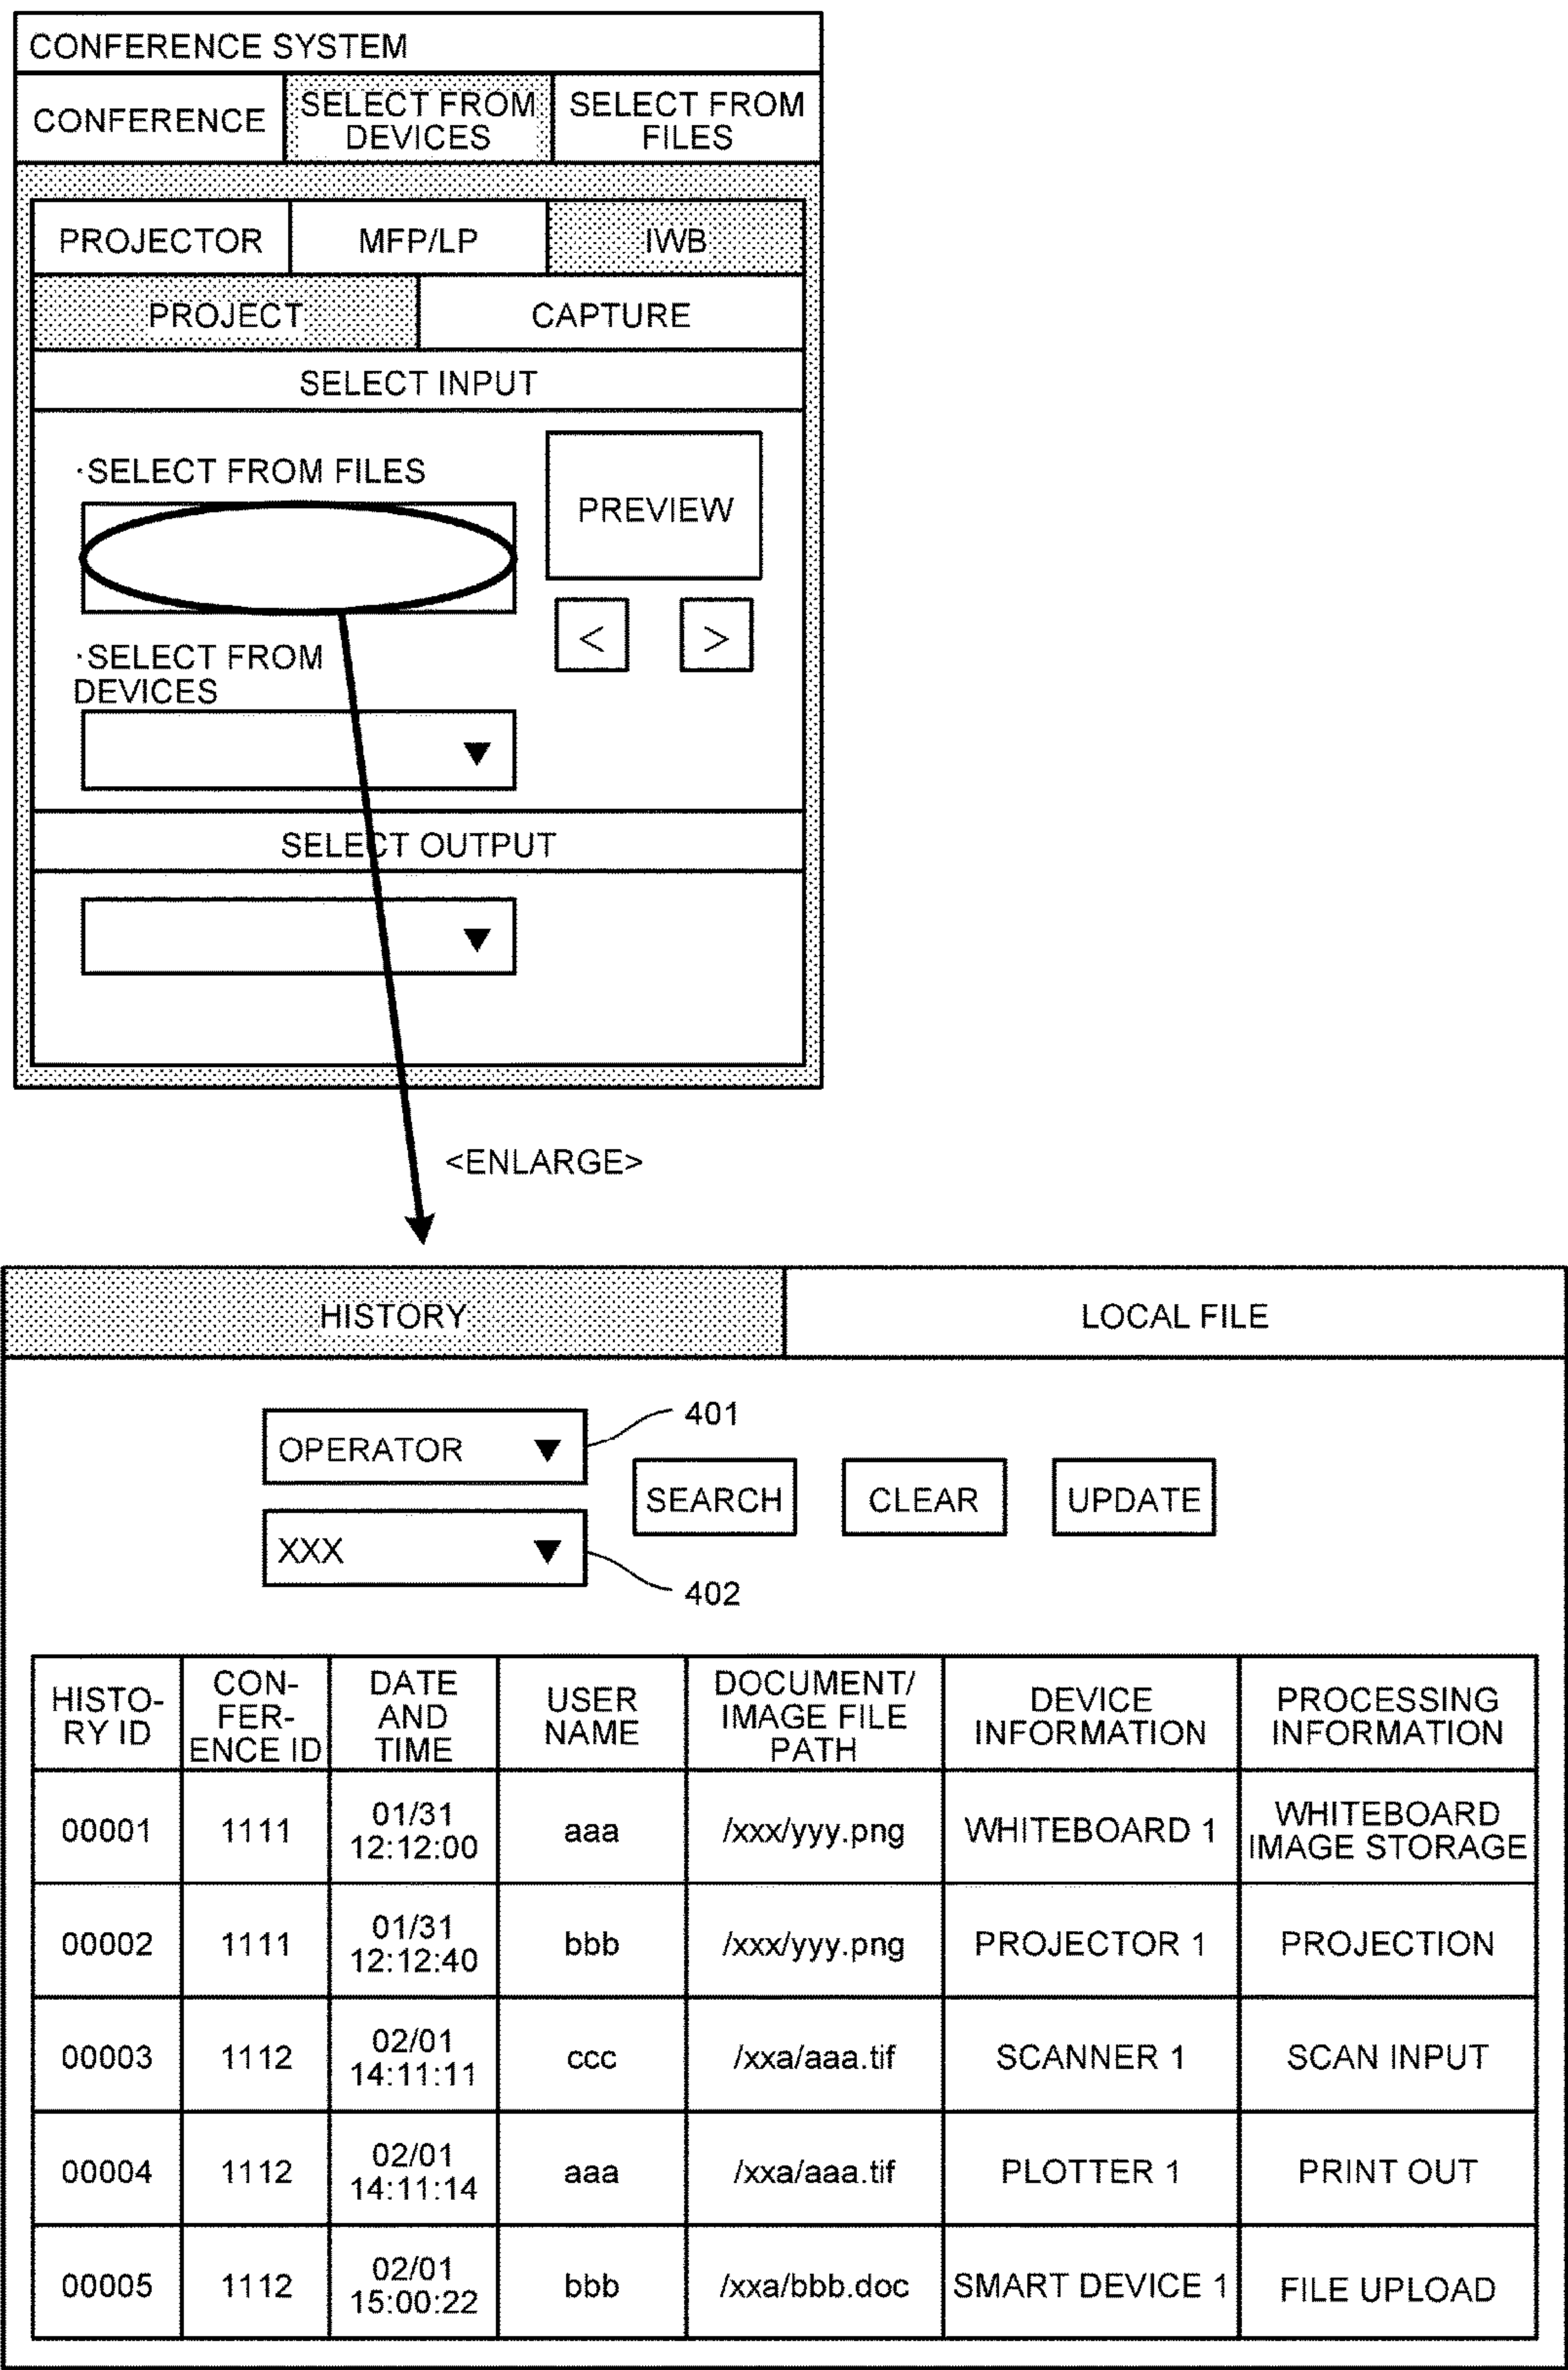 CONFERENCE SYSTEM
CONFERENCE
SELECT FROM
DEVICES
SELECT FROM
FILES
PROJECTOR
MFP/LP
IWB
PROJECT
CAPTURE
SELECT INPUT
·SELECT FROM FILES
PREVIEW
<
>
·SELECT FROM
DEVICES
▼
SELECT OUTPUT
▼
<ENLARGE>
HISTORY
LOCAL FILE
OPERATOR ▼
401
XXX ▼
402
SEARCH
CLEAR
UPDATE
HISTO-
RY ID
CON-
FER-
ENCE ID
DATE
AND
TIME
USER
NAME
DOCUMENT/
IMAGE FILE
PATH
DEVICE
INFORMATION
PROCESSING
INFORMATION
00001
1111
01/31
12:12:00
aaa
/xxx/yyy.png
WHITEBOARD 1
WHITEBOARD
IMAGE STORAGE
00002
1111
01/31
12:12:40
bbb
/xxx/yyy.png
PROJECTOR 1
PROJECTION
00003
1112
02/01
14:11:11
ccc
/xxa/aaa.tif
SCANNER 1
SCAN INPUT
00004
1112
02/01
14:11:14
aaa
/xxa/aaa.tif
PLOTTER 1
PRINT OUT
00005
1112
02/01
15:00:22
bbb
/xxa/bbb.doc
SMART DEVICE 1
FILE UPLOAD